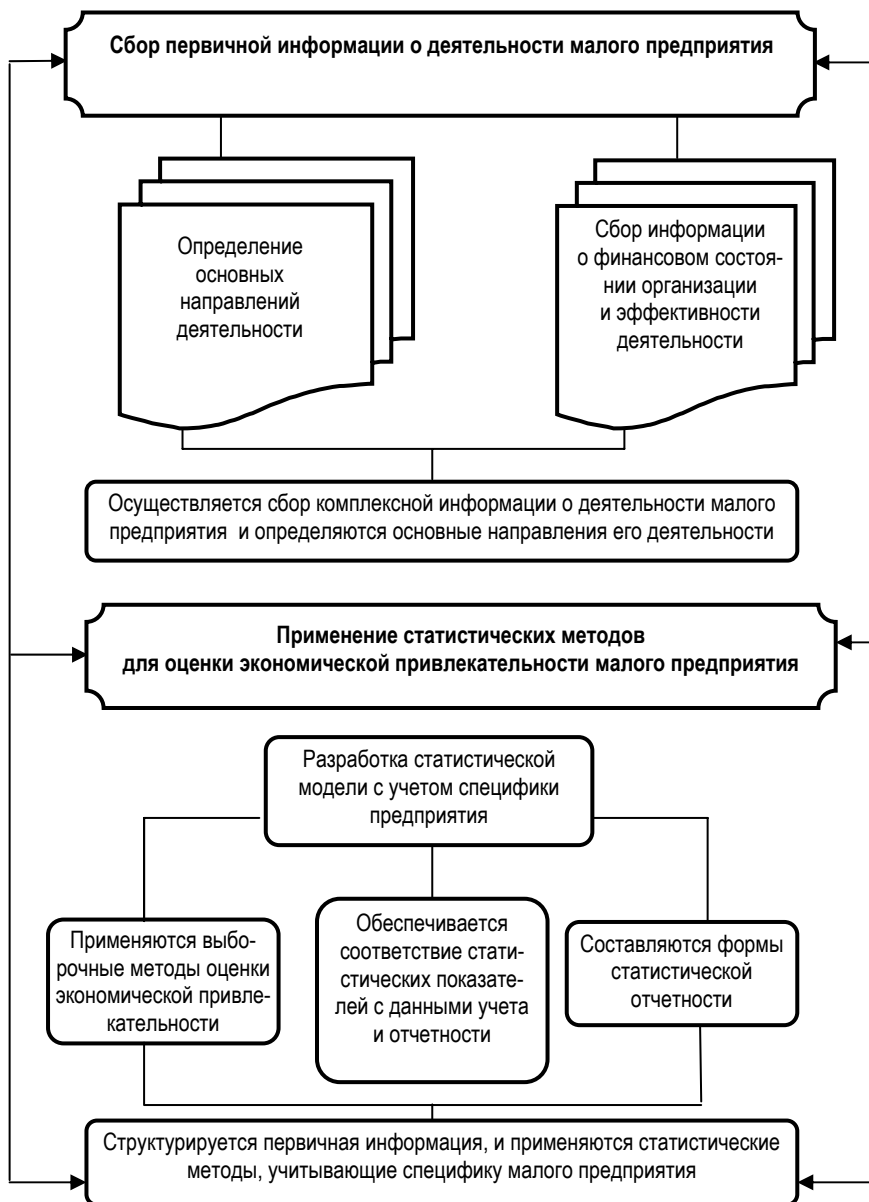 Сбор первичной информации о деятельности малого предприятия
Определение
основных
направлений
деятельности
Сбор информации
о финансовом состоя-
нии организации
и эффективности
деятельности
Осуществляется сбор комплексной информации о деятельности малого
предприятия и определяются основные направления его деятельности
Применение статистических методов
для оценки экономической привлекательности малого предприятия
Разработка статистической
модели с учетом специфики
предприятия
Применяются выбо-
рочные методы оценки
экономической привле-
кательности
Обеспечивается
соответствие стати-
стических показате-
лей с данными учета
и отчетности
Составляются формы
статистической
отчетности
Структурируется первичная информация, и применяются статистические
методы, учитывающие специфику малого предприятия